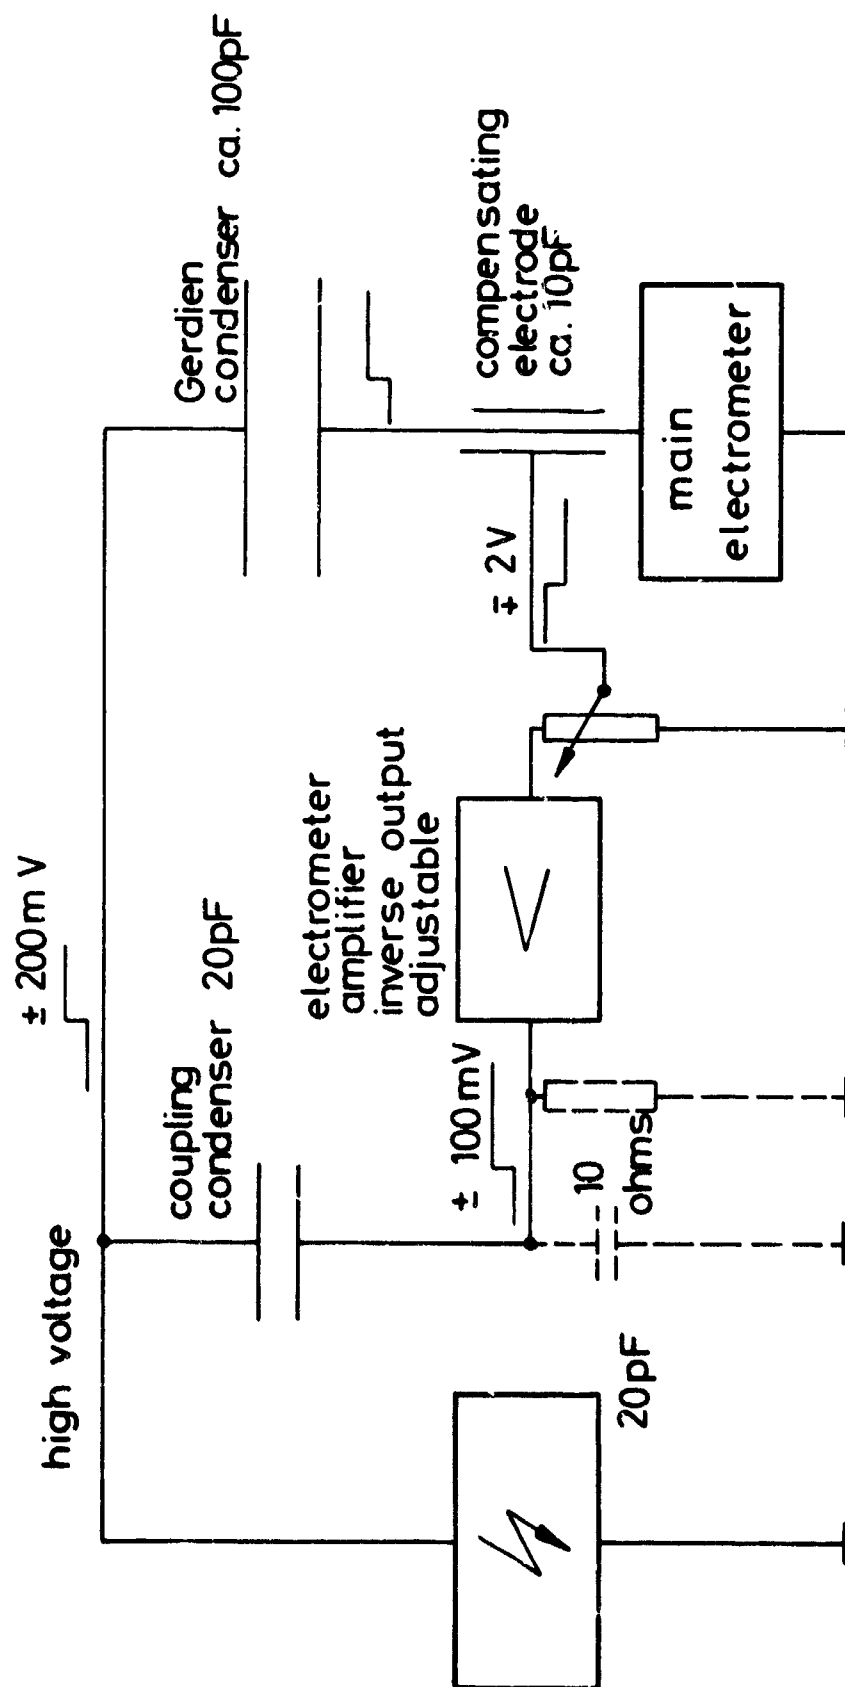 high voltage
± 200mV
coupling
condenser 20pF
Gerdien
condenser ca. 100pF
electrometer
amplifier
inverse output
adjustable
± 100mV
∓ 2V
compensating
electrode
ca. 10pF
20pF
10
ohms
main
electrometer